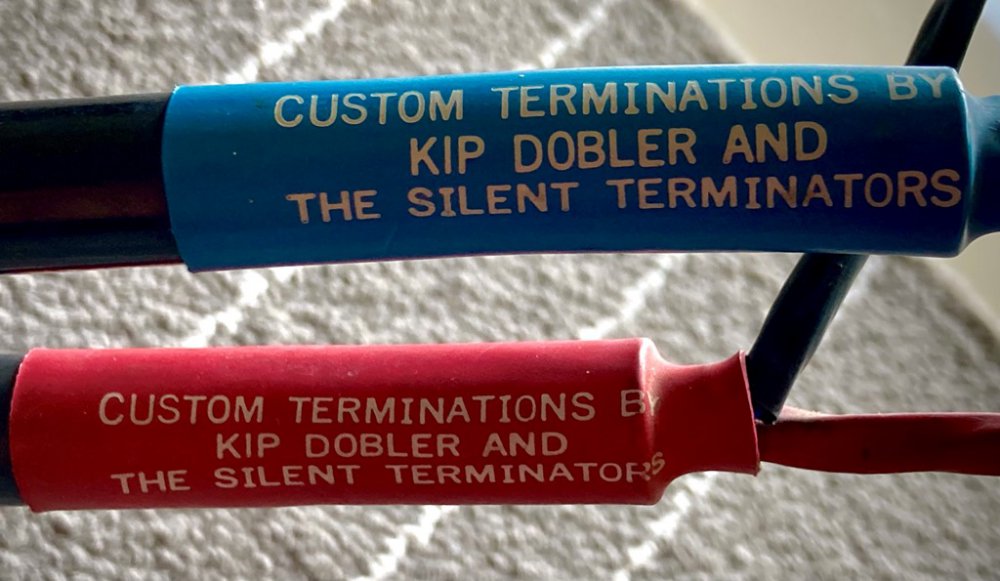 CUSTOM TERMINATIONS BY
KIP DOBLER AND
THE SILENT TERMINATORS
CUSTOM TERMINATIONS BY
KIP DOBLER AND
THE SILENT TERMINATORS